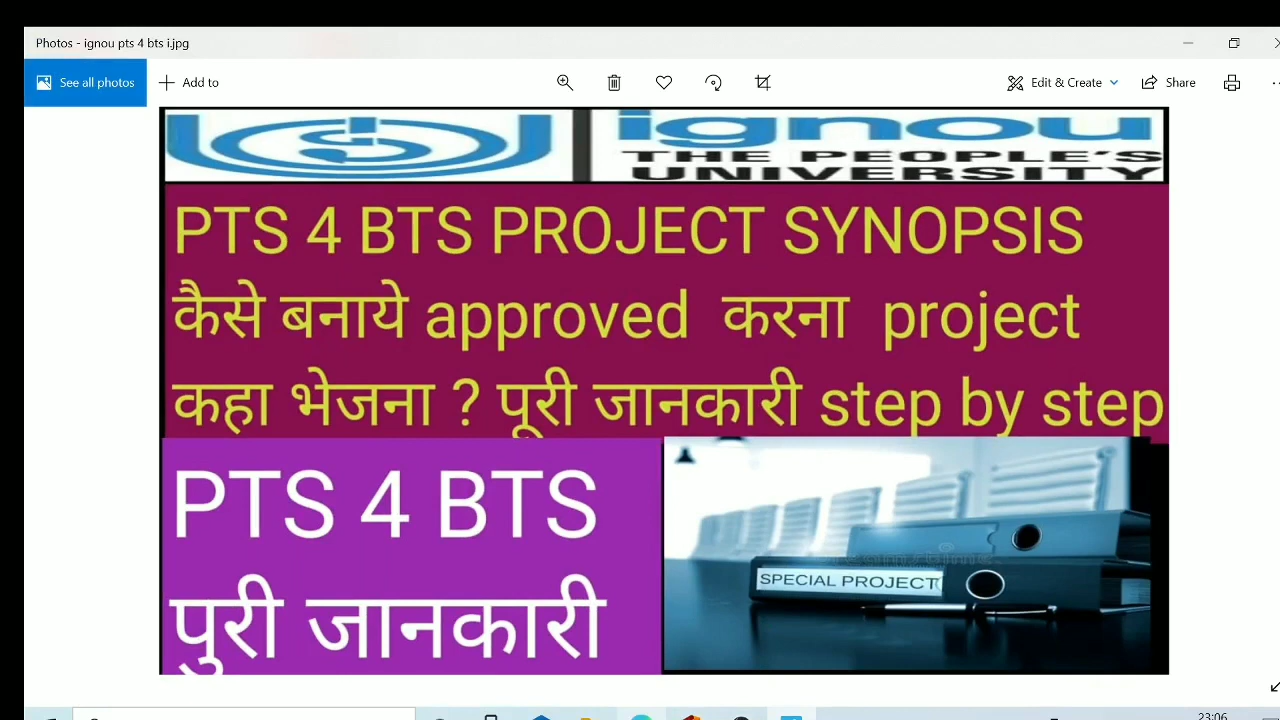 Photos - ignou pts 4 bts i.jpg
See all photos
Add to
Edit & Create
Share
ignou
THE PEOPLE'S
UNIVERSITY
PTS 4 BTS PROJECT SYNOPSIS
कैसे बनाये approved करना project
कहा भेजना ? पूरी जानकारी step by step
PTS 4 BTS
पुरी जानकारी
SPECIAL PROJECT
23:06